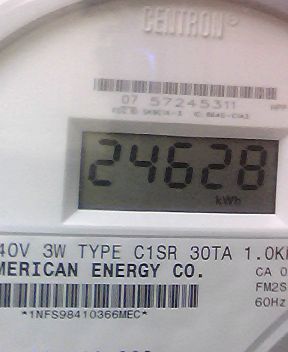 CENTRON
07 57245311
24628
kWh
40V 3W TYPE C1SR 30TA 1.0K
MERICAN ENERGY CO.
CA 0
FM2S
60Hz
*1NFS98410366MEC*